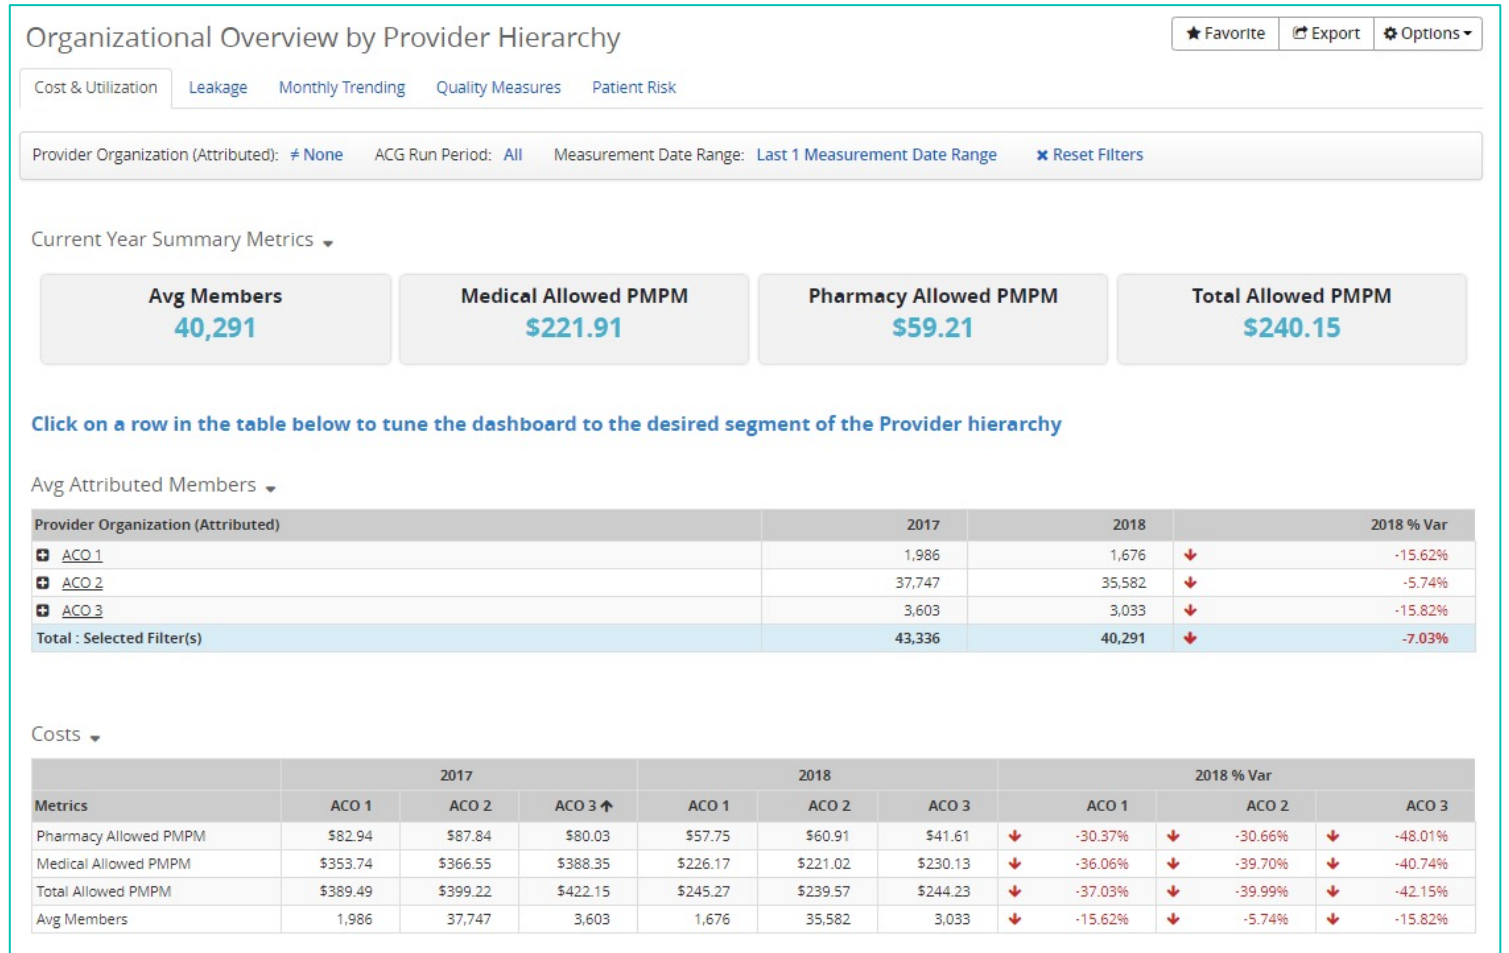 Organizational Overview by Provider Hierarchy
Favorite Export Options
Cost & Utilization Leakage Monthly Trending Quality Measures Patient Risk
Provider Organization (Attributed): ≠ None ACG Run Period: All Measurement Date Range: Last 1 Measurement Date Range × Reset Filters
Current Year Summary Metrics
Avg Members Medical Allowed PMPM Pharmacy Allowed PMPM Total Allowed PMPM
40,291 $221.91 $59.21 $240.15
Click on a row in the table below to tune the dashboard to the desired segment of the Provider hierarchy
Avg Attributed Members
Provider Organization (Attributed) 2017 2018 2018 % Var
ACO 1 1,986 1,676 -15.62%
ACO 2 37,747 35,582 -5.74%
ACO 3 3,603 3,033 -15.82%
Total : Selected Filter(s) 43,336 40,291 -7.03%
Costs
2017 2018 2018 % Var
Metrics ACO 1 ACO 2 ACO 3 ACO 1 ACO 2 ACO 3 ACO 1 ACO 2 ACO 3
Pharmacy Allowed PMPM $82.94 $87.84 $80.03 $57.75 $60.91 $41.61 -30.37% -30.66% -48.01%
Medical Allowed PMPM $353.74 $366.55 $388.35 $226.17 $221.02 $230.13 -36.06% -39.70% -40.74%
Total Allowed PMPM $389.49 $399.22 $422.15 $245.27 $239.57 $244.23 -37.03% -39.99% -42.15%
Avg Members 1,986 37,747 3,603 1,676 35,582 3,033 -15.62% -5.74% -15.82%